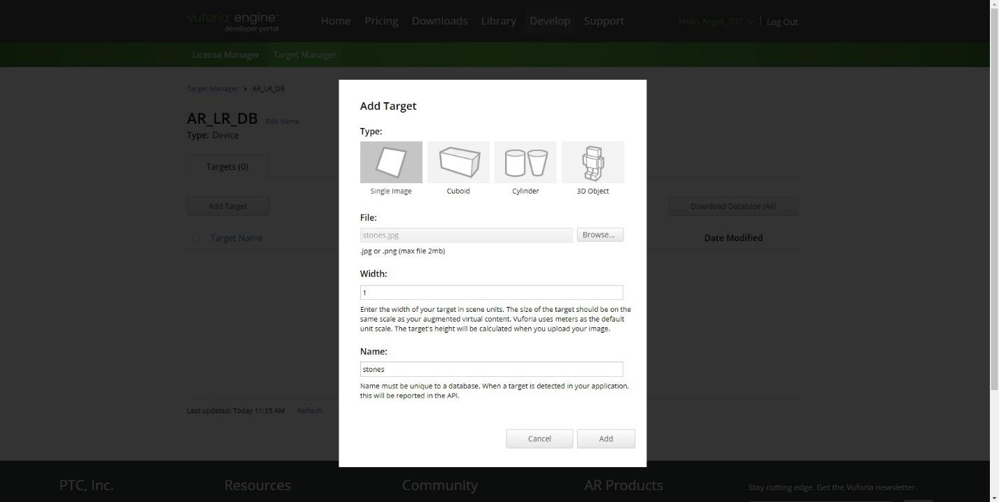 vuforia engine
developer portal
Home Pricing Downloads Library Develop Support
Hello Angel_707
Log Out
License Manager Target Manager
Target Manager > AR_LR_DB
AR_LR_DB Edit Name
Type: Device
Targets (0)
Add Target
Download Database (All)
Target Name
Date Modified
Last updated: Today 11:35 AM Refresh
Add Target
Type:
Single Image Cuboid Cylinder 3D Object
File:
stones.jpg Browse...
.jpg or .png (max file 2mb)
Width:
1
Enter the width of your target in scene units. The size of the target should be on the
same scale as your augmented virtual content. Vuforia uses meters as the default
unit scale. The target's height will be calculated when you upload your image.
Name:
stones
Name must be unique to a database. When a target is detected in your application,
this will be reported in the API.
Cancel Add
PTC, Inc. Resources Community AR Products Stay cutting edge. Get the Vuforia newsletter.